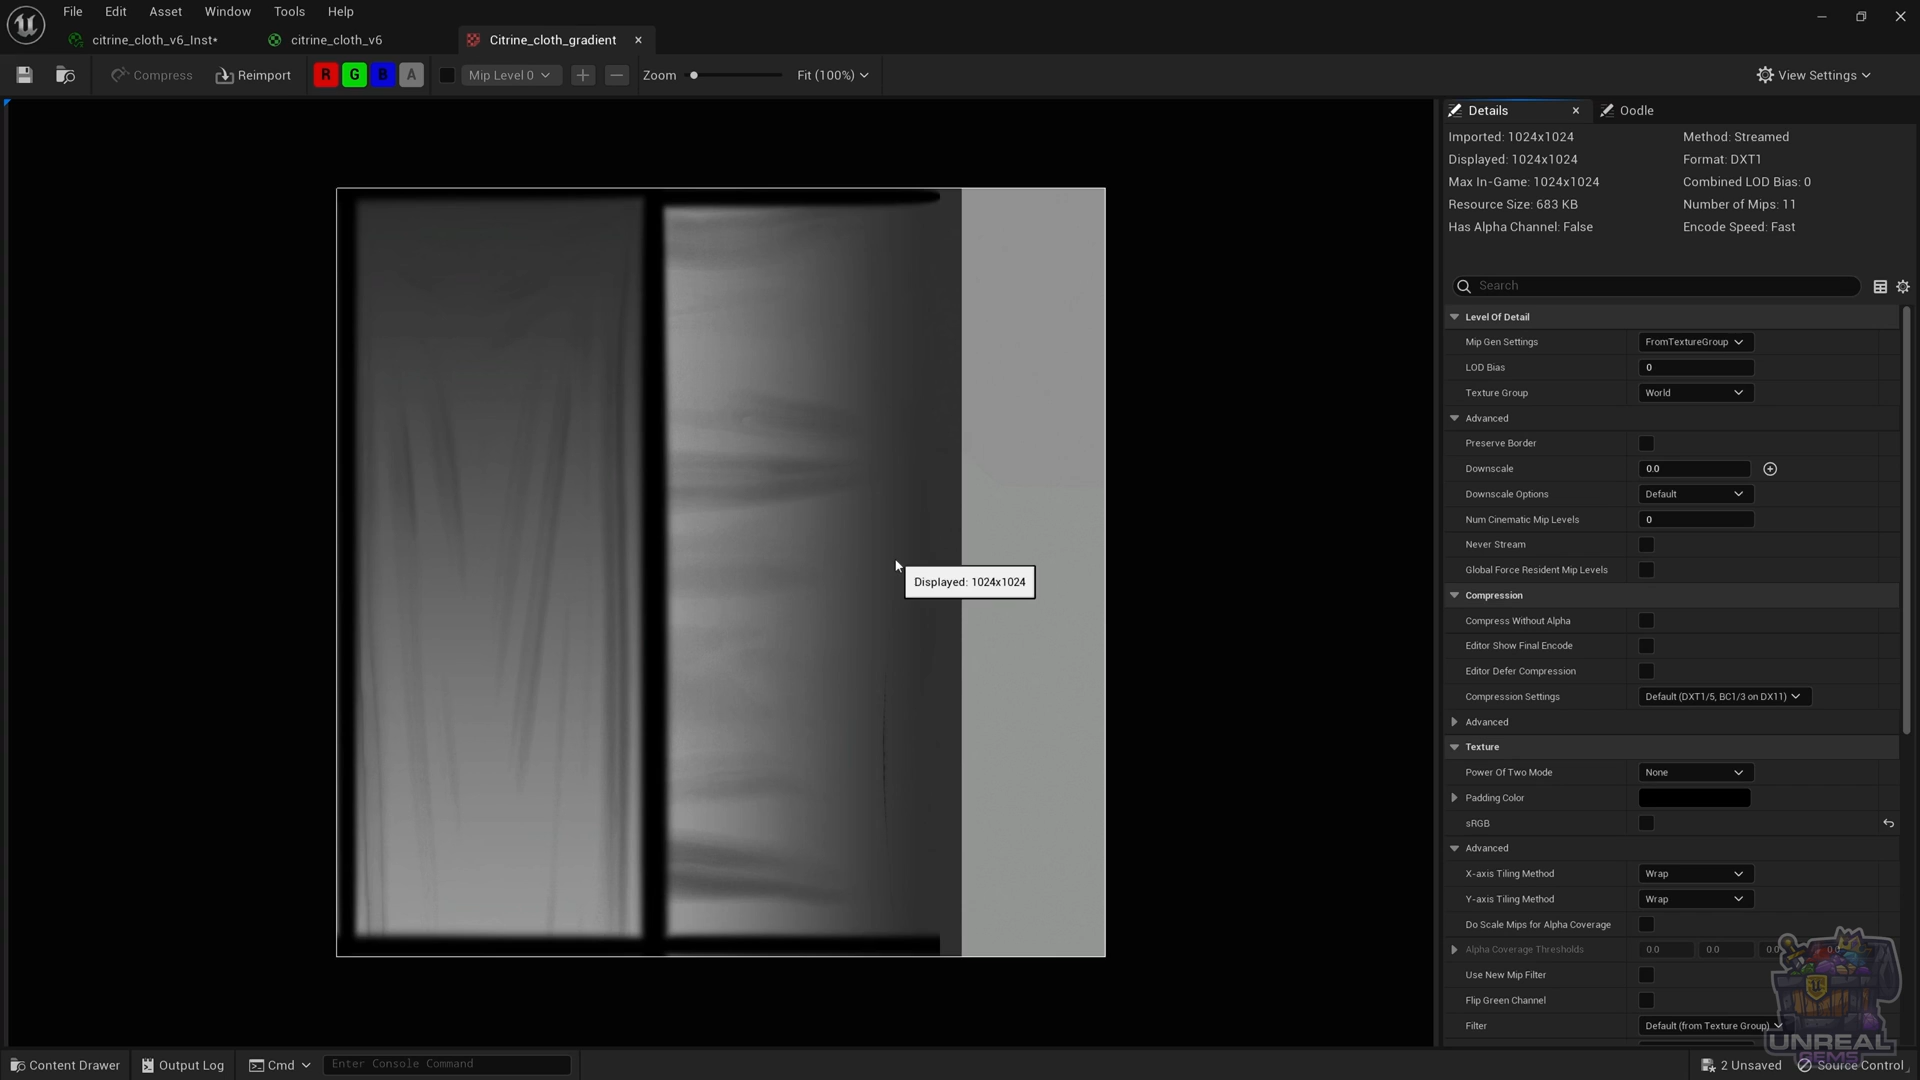 File Edit Asset Window Tools Help
citrine_cloth_v6_Inst* citrine_cloth_v6 Citrine_cloth_gradient
Compress Reimport R G B A Mip Level 0 Zoom Fit (100%) View Settings
Details Oodle
Imported: 1024x1024 Method: Streamed
Displayed: 1024x1024 Format: DXT1
Max In-Game: 1024x1024 Combined LOD Bias: 0
Resource Size: 683 KB Number of Mips: 11
Has Alpha Channel: False Encode Speed: Fast
Search
Level Of Detail
Mip Gen Settings FromTextureGroup
LOD Bias 0
Texture Group World
Advanced
Preserve Border
Downscale 0.0
Downscale Options Default
Num Cinematic Mip Levels 0
Never Stream
Global Force Resident Mip Levels
Displayed: 1024x1024
Compression
Compress Without Alpha
Editor Show Final Encode
Editor Defer Compression
Compression Settings Default (DXT1/5, BC1/3 on DX11)
Advanced
Texture
Power Of Two Mode None
Padding Color
sRGB
Advanced
X-axis Tiling Method Wrap
Y-axis Tiling Method Wrap
Do Scale Mips for Alpha Coverage
Alpha Coverage Thresholds 0.0 0.0 0.0 0.0
Use New Mip Filter
Flip Green Channel
Filter Default (from Texture Group)
UNREAL
GEMS
Content Drawer Output Log Cmd Enter Console Command 2 Unsaved Source Control